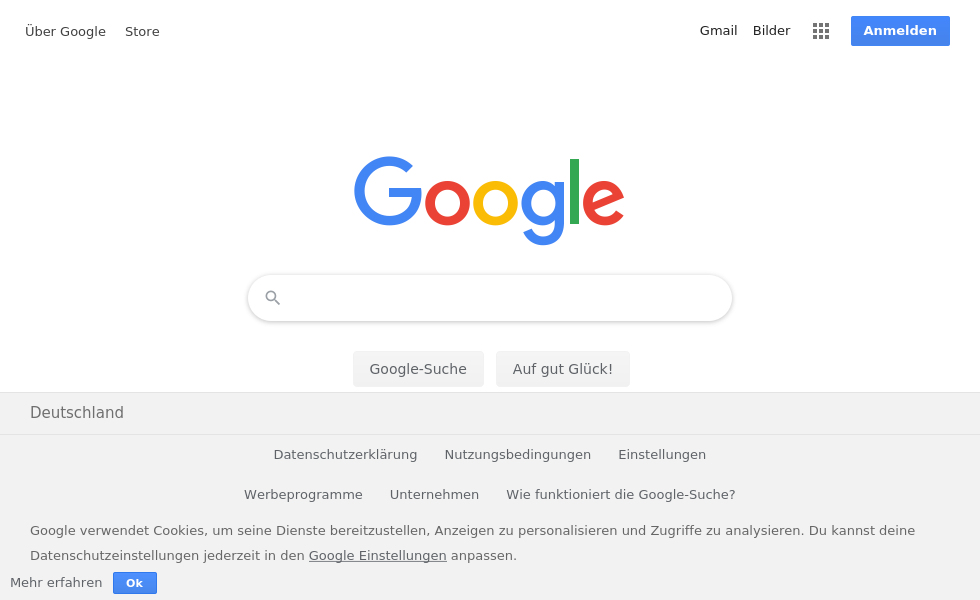 Über Google Store Gmail Bilder Anmelden
Google
Google-Suche Auf gut Glück!
Deutschland
Datenschutzerklärung Nutzungsbedingungen Einstellungen
Werbeprogramme Unternehmen Wie funktioniert die Google-Suche?
Google verwendet Cookies, um seine Dienste bereitzustellen, Anzeigen zu personalisieren und Zugriffe zu analysieren. Du kannst deine
Datenschutzeinstellungen jederzeit in den Google Einstellungen anpassen.
Mehr erfahren Ok